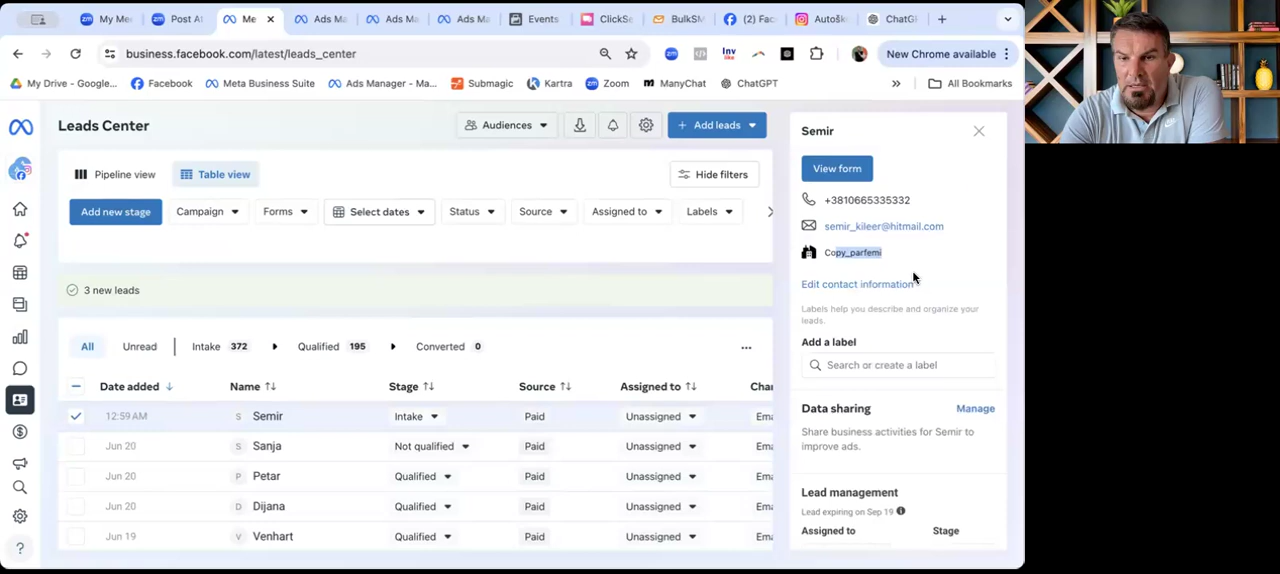 My Me
Post A
Me
Ads Ma
Ads Ma
Ads Ma
Events
ClickSe
BulkSM
(2) Fac
Autošk
ChatG
business.facebook.com/latest/leads_center
Inv
ite
New Chrome available
My Drive - Google...
Facebook
Meta Business Suite
Ads Manager - Ma...
Submagic
Kartra
Zoom
ManyChat
ChatGPT
All Bookmarks
Leads Center
Audiences
Add leads
Pipeline view
Table view
Hide filters
Add new stage
Campaign
Forms
Select dates
Status
Source
Assigned to
Labels
3 new leads
All
Unread
Intake 372
Qualified 195
Converted 0
Date added
Name
Stage
Source
Assigned to
Cha
12:59 AM S Semir Intake Paid Unassigned Ema
Jun 20 S Sanja Not qualified Paid Unassigned Ema
Jun 20 P Petar Qualified Paid Unassigned Ema
Jun 20 D Dijana Qualified Paid Unassigned Ema
Jun 19 V Venhart Qualified Paid Unassigned Ema
Semir
View form
+3810665335332
semir_kileer@hitmail.com
Copy_parfemi
Edit contact information
Labels help you describe and organize your
leads.
Add a label
Search or create a label
Data sharing
Manage
Share business activities for Semir to
improve ads.
Lead management
Lead expiring on Sep 19
Assigned to
Stage